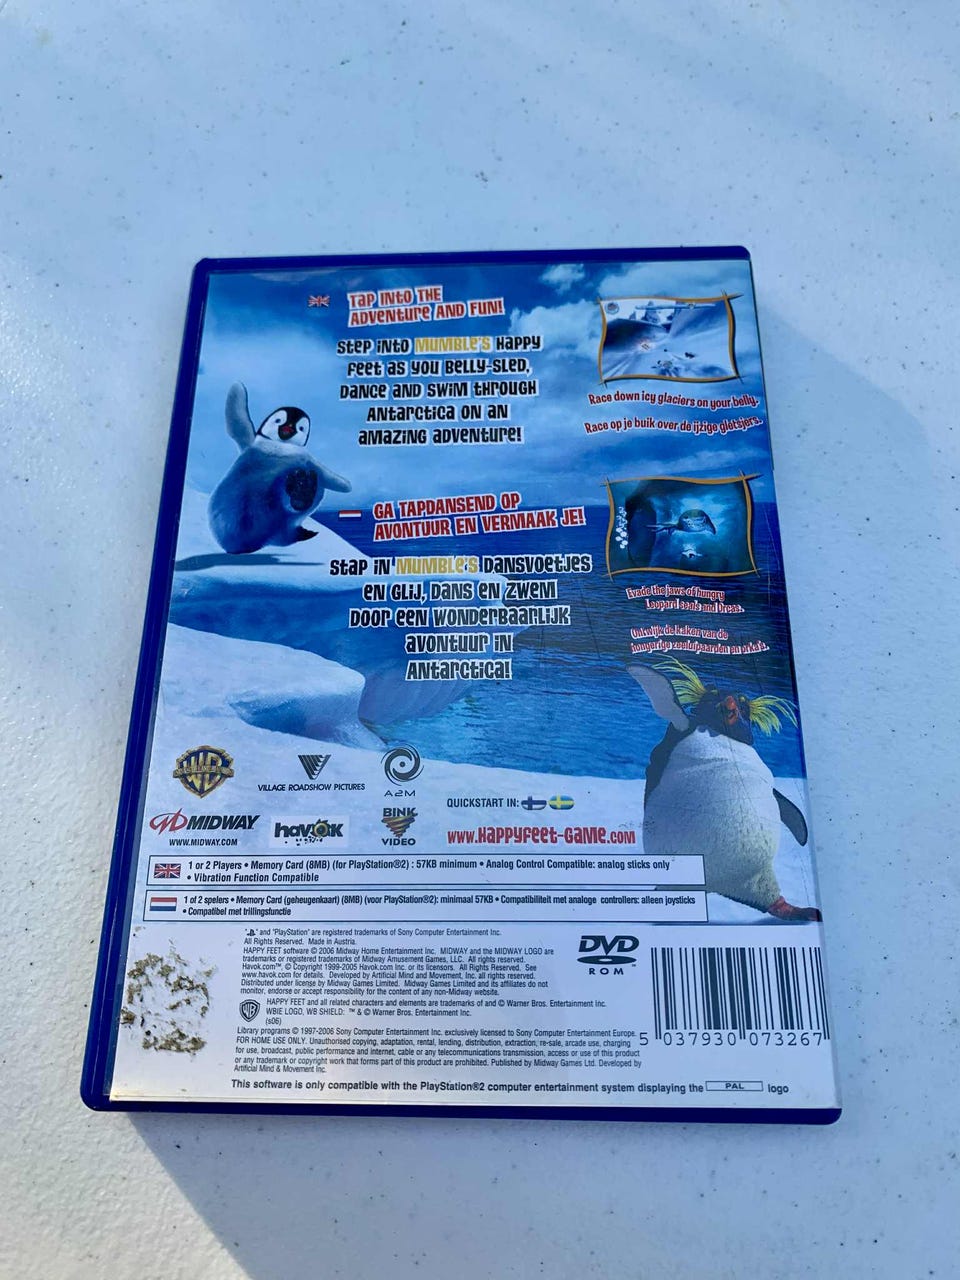 TAP INTO THE
ADVENTURE AND FUN!
STEP INTO MUMBLE'S HAPPY
FEET AS YOU BELLY-SLED,
DANCE AND SWIM THROUGH
ANTARCTICA ON AN
AMAZING ADVENTURE!
Race down icy glaciers on your belly.
Race op je buik over de ijzige gletsjers.
GA TAPDANSEND OP
AVONTUUR EN VERMAAK JE!
STAP IN MUMBLE'S DANSVOETJES
EN GLIJ, DANS EN ZWEM
DOOR EEN WONDERBAARLIJK
AVONTUUR IN
ANTARCTICA!
Evade the jaws of hungry
Leopard seals and Orcas.
Ontwijk de kaken van de
hongerige zeeluipaarden en orka's.
WB
VILLAGE ROADSHOW PICTURES
A2M
MIDWAY
WWW.MIDWAY.COM
havok
BINK
VIDEO
QUICKSTART IN:
WWW.HAPPYFEET-GAME.COM
1 or 2 Players • Memory Card (8MB) (for PlayStation®2) : 57KB minimum • Analog Control Compatible: analog sticks only
• Vibration Function Compatible
1 of 2 spelers • Memory Card (geheugenkaart) (8MB) (voor PlayStation®2): minimaal 57KB • Compatibiliteit met analoge controllers: alleen joysticks
• Compatibel met trillingsfunctie
" " and "PlayStation" are registered trademarks of Sony Computer Entertainment Inc.
All Rights Reserved. Made in Austria.
HAPPY FEET software © 2006 Midway Home Entertainment Inc. MIDWAY and the MIDWAY LOGO are
trademarks or registered trademarks of Midway Amusement Games, LLC. All rights reserved.
Havok.com™, © Copyright 1999-2005 Havok.com Inc. or its licensors. All Rights Reserved. See
www.havok.com for details. Developed by Artificial Mind and Movement, Inc. all rights reserved.
Distributed under license by Midway Games Limited. Midway Games Limited and its affiliates do not
monitor, endorse or accept responsibility for the content of any non-Midway website.
HAPPY FEET and all related characters and elements are trademarks of and © Warner Bros. Entertainment Inc.
WBIE LOGO, WB SHIELD: ™ & © Warner Bros. Entertainment Inc.
(s06)
Library programs © 1997-2006 Sony Computer Entertainment Inc. exclusively licensed to Sony Computer Entertainment Europe.
FOR HOME USE ONLY. Unauthorised copying, adaptation, rental, lending, distribution, extraction, re-sale, arcade use, charging
for use, broadcast, public performance and internet, cable or any telecommunications transmission, access or use of this product
or any trademark or copyright work that forms part of this product are prohibited. Published by Midway Games Ltd. Developed by
Artificial Mind & Movement Inc.
This software is only compatible with the PlayStation®2 computer entertainment system displaying the PAL logo
DVD
ROM
5 037930 073267